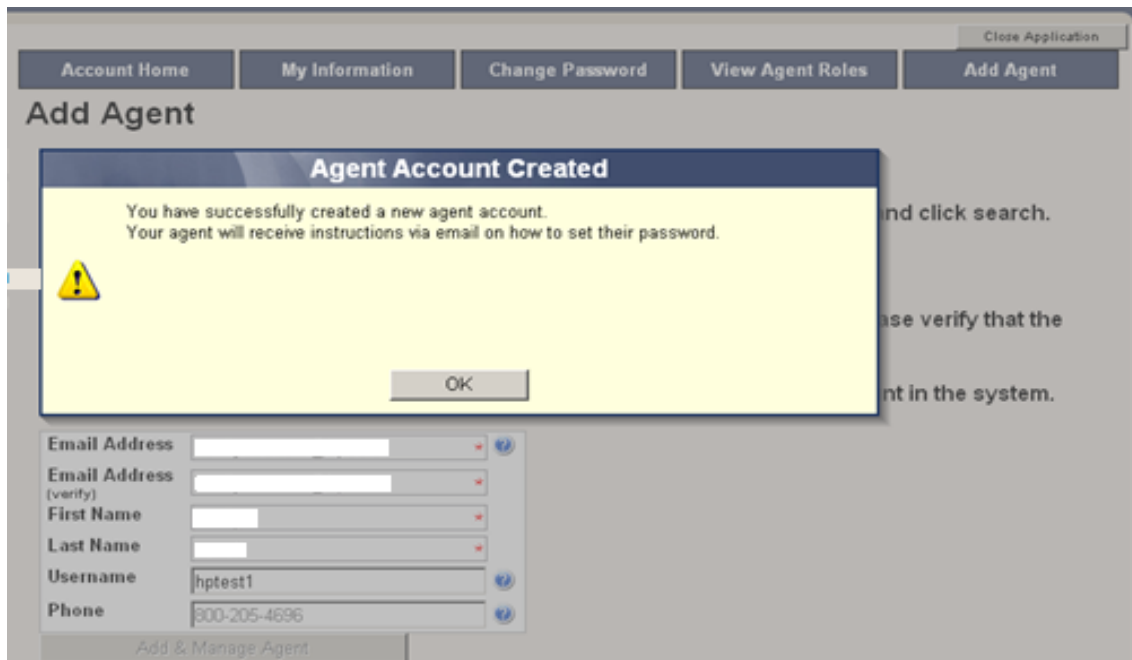 Close Application
Account Home My Information Change Password View Agent Roles Add Agent
Add Agent
Agent Account Created
You have successfully created a new agent account.
Your agent will receive instructions via email on how to set their password.
and click search.
verify that the
in the system.
OK
Email Address
Email Address
(verify)
First Name
Last Name
Username hptest1
Phone 800-205-4696
Add & Manage Agent